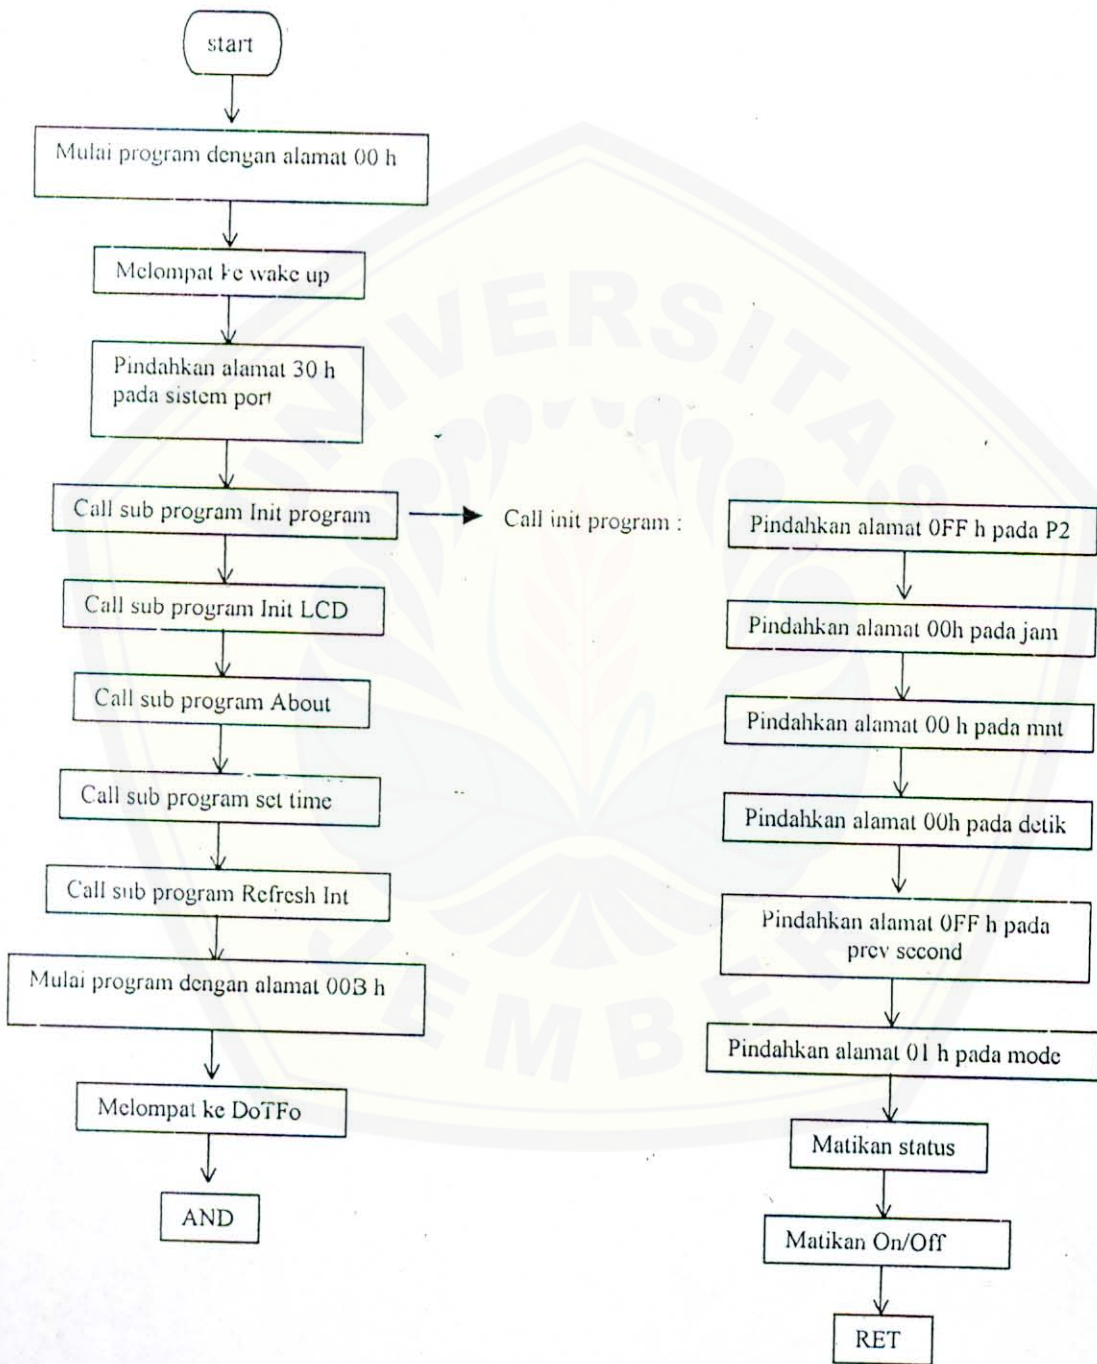 start
Mulai program dengan alamat 00 h
Melompat ke wake up
Pindahkan alamat 30 h
pada sistem port
Call sub program Init program
Call sub program Init LCD
Call sub program About
Call sub program set time
Call sub program Refresh Int
Mulai program dengan alamat 00B h
Melompat ke DoTFo
AND
Call init program :
Pindahkan alamat 0FF h pada P2
Pindahkan alamat 00h pada jam
Pindahkan alamat 00 h pada mnt
Pindahkan alamat 00h pada detik
Pindahkan alamat 0FF h pada
prev second
Pindahkan alamat 01 h pada mode
Matikan status
Matikan On/Off
RET
UNIVERSITAS
JEMBER